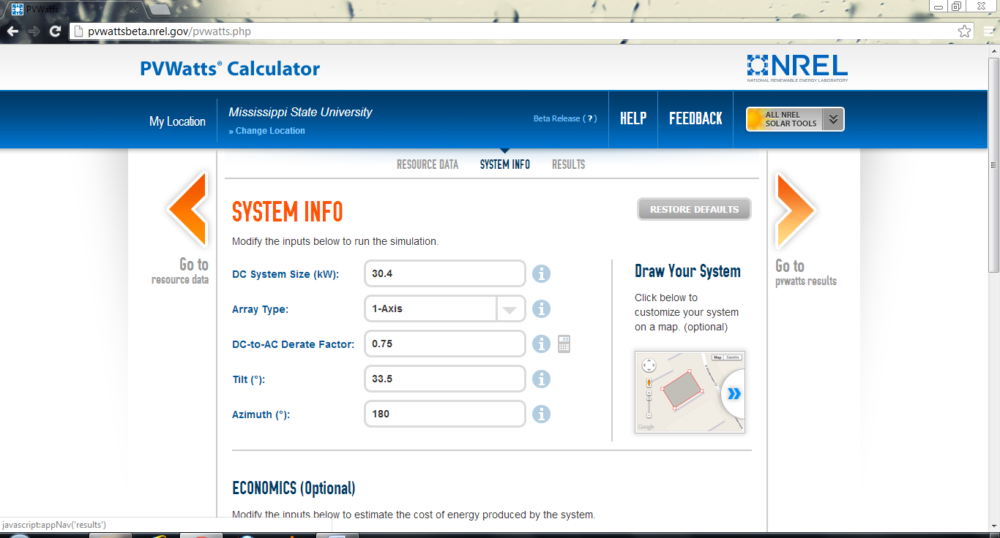 PVWatts
pvwattsbeta.nrel.gov/pvwatts.php
PVWatts® Calculator
NREL
NATIONAL RENEWABLE ENERGY LABORATORY
My Location
Mississippi State University
» Change Location
Beta Release ( ? )
HELP
FEEDBACK
ALL NREL
SOLAR TOOLS
RESOURCE DATA
SYSTEM INFO
RESULTS
SYSTEM INFO
RESTORE DEFAULTS
Modify the inputs below to run the simulation.
Go to
resource data
Go to
pvwatts results
DC System Size (kW):
30.4
Array Type:
1-Axis
DC-to-AC Derate Factor:
0.75
Tilt (°):
33.5
Azimuth (°):
180
Draw Your System
Click below to
customize your system
on a map. (optional)
Map
Satellite
Google
ECONOMICS (Optional)
Modify the inputs below to estimate the cost of energy produced by the system.
javascript:appNav('results')